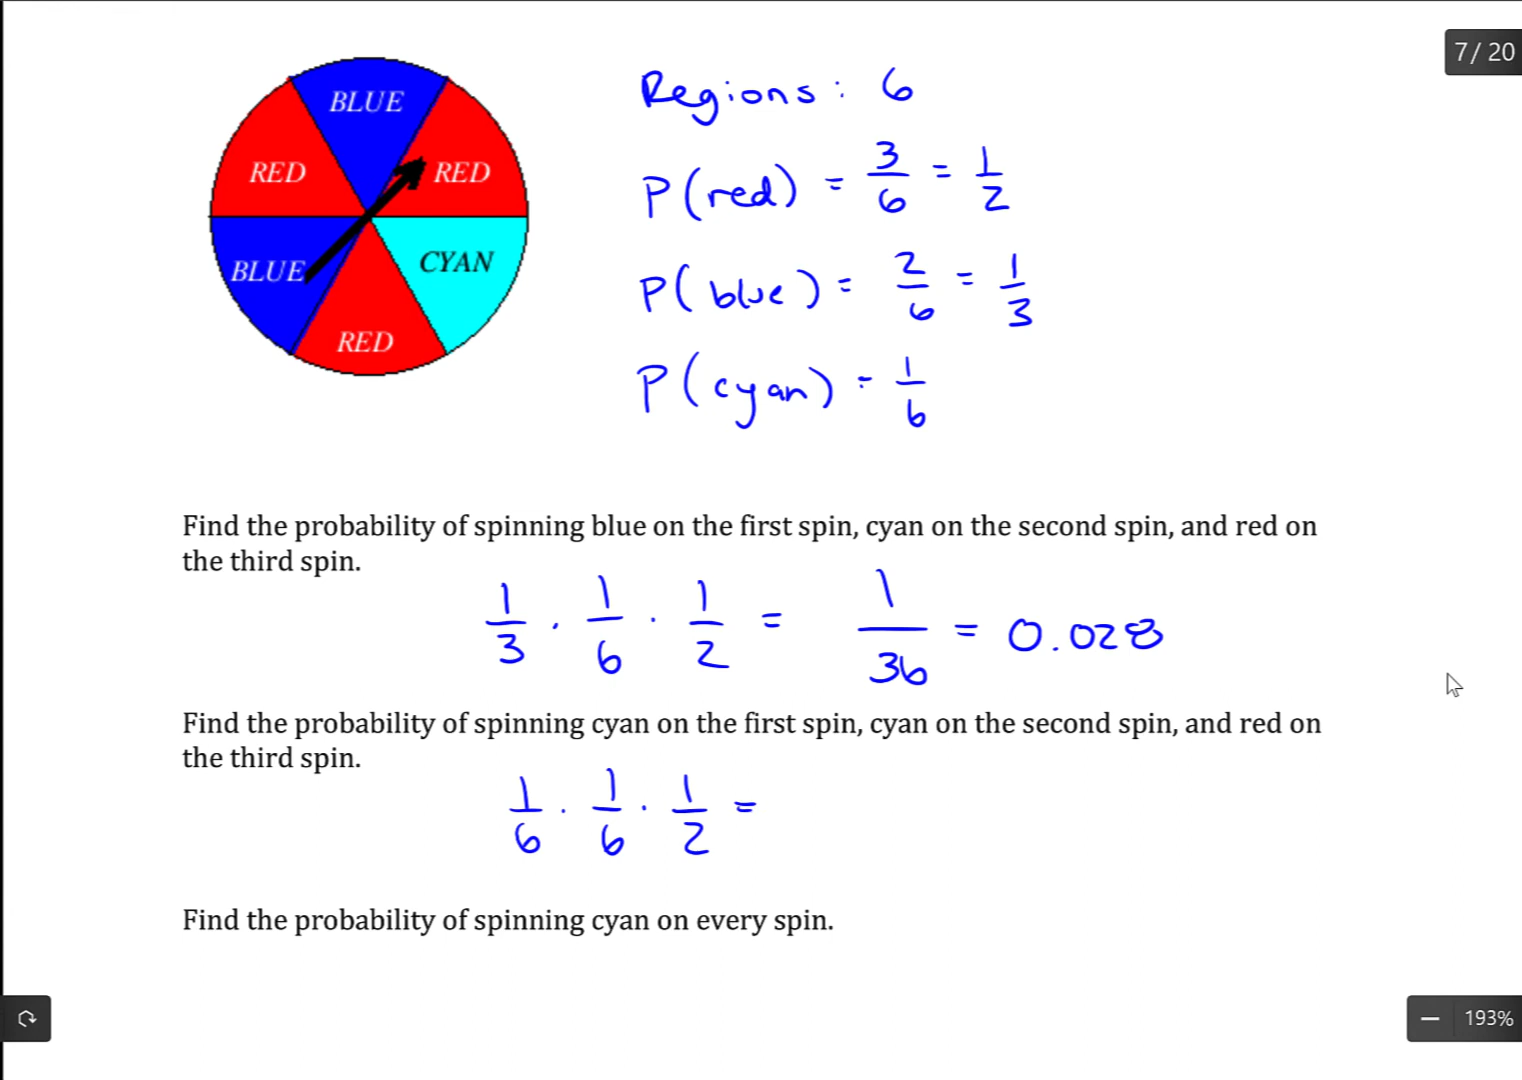 7 / 20
BLUE
RED
RED
BLUE
CYAN
RED
Regions: 6
P(red) = 3/6 = 1/2
P(blue) = 2/6 = 1/3
P(cyan) = 1/6
Find the probability of spinning blue on the first spin, cyan on the second spin, and red on
the third spin.
1/3 · 1/6 · 1/2 = 1/36 = 0.028
Find the probability of spinning cyan on the first spin, cyan on the second spin, and red on
the third spin.
1/6 · 1/6 · 1/2 =
Find the probability of spinning cyan on every spin.
193%